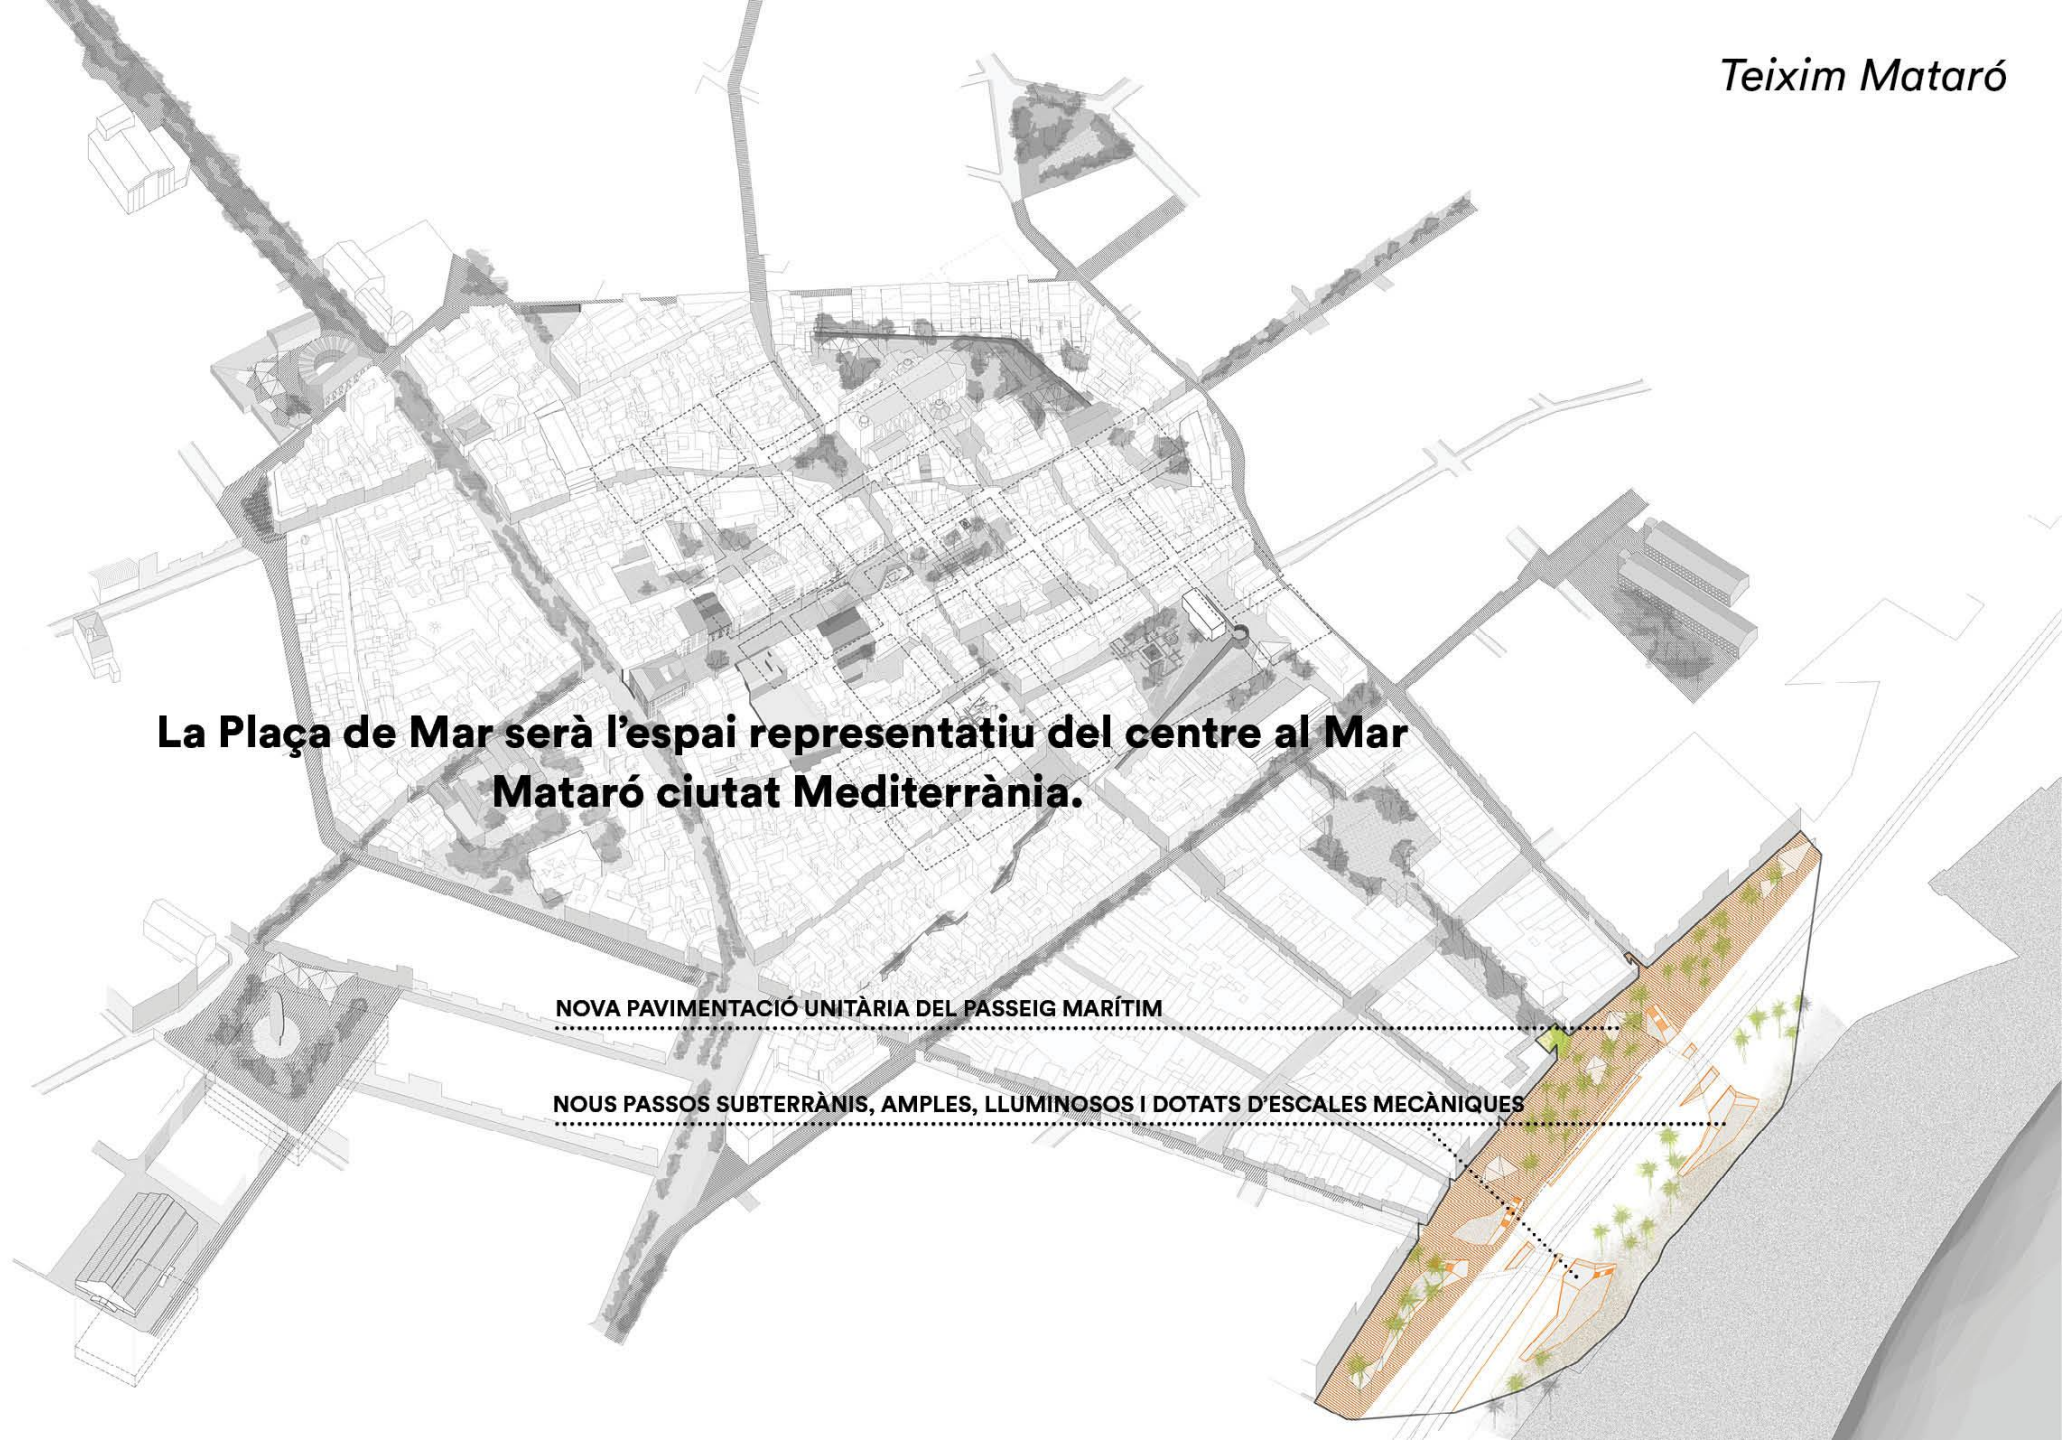 Teixim Mataró
La Plaça de Mar serà l’espai representatiu del centre al Mar
Mataró ciutat Mediterrània.
NOVA PAVIMENTACIÓ UNITÀRIA DEL PASSEIG MARÍTIM
NOUS PASSOS SUBTERRÀNIS, AMPLES, LLUMINOSOS I DOTATS D’ESCALES MECÀNIQUES